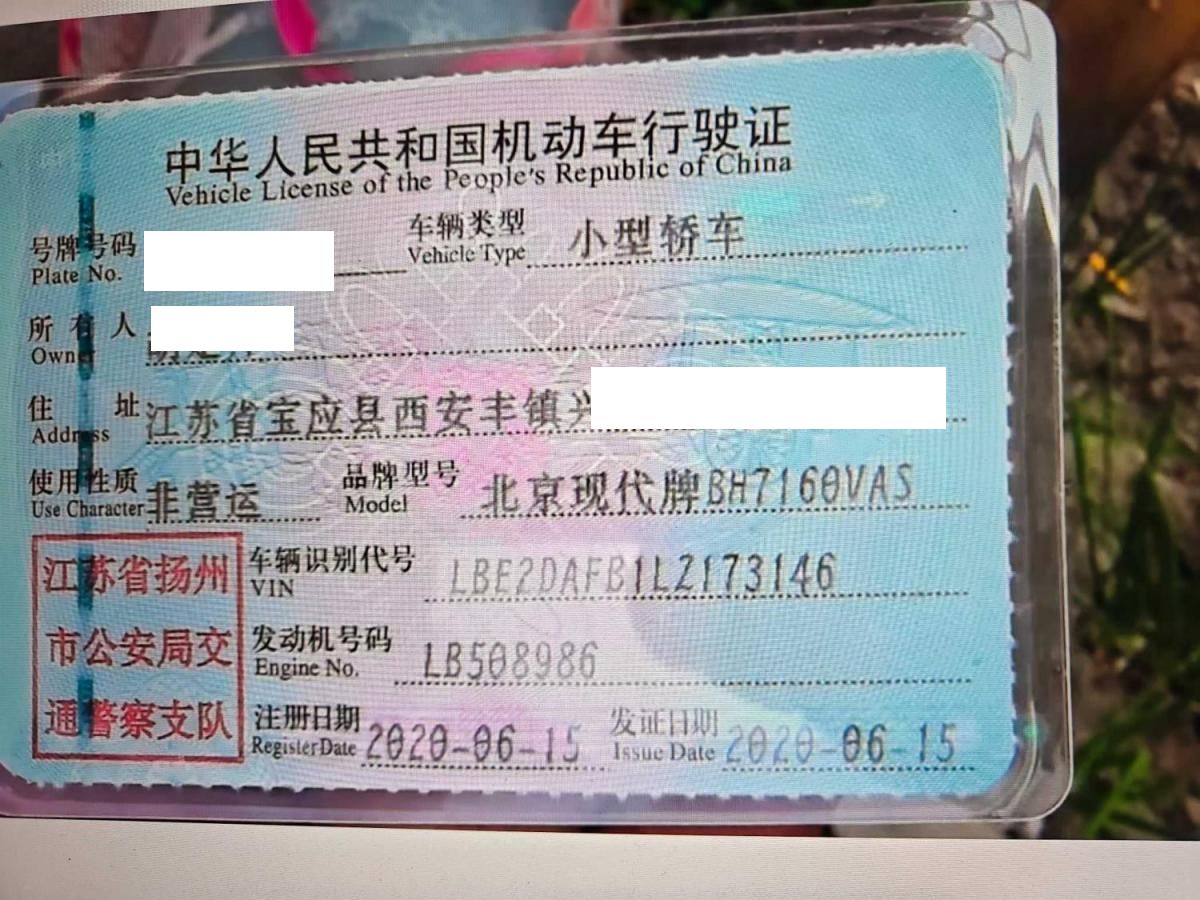 中华人民共和国机动车行驶证
Vehicle License of the People's Republic of China
号牌号码 车辆类型 小型轿车
Plate No. Vehicle Type
所有人
Owner
住址 江苏省宝应县西安丰镇兴
Address
使用性质 非营运 品牌型号 北京现代牌BH7160VAS
Use Character Model
车辆识别代号 LBE2DAFB1LZ173146
VIN
发动机号码 LB508986
Engine No.
注册日期 2020-06-15 发证日期 2020-06-15
Register Date Issue Date
江苏省扬州
市公安局交
通警察支队